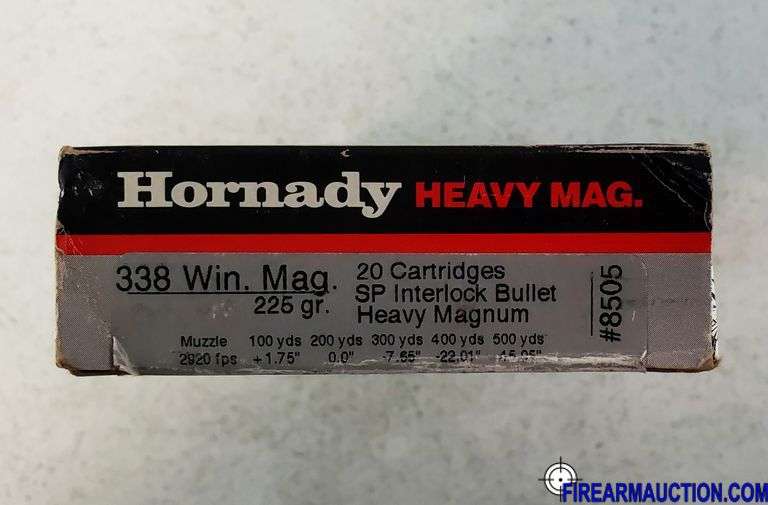 Hornady HEAVY MAG.
338 Win. Mag.
225 gr.
20 Cartridges
SP Interlock Bullet
Heavy Magnum
#8505
Muzzle 100 yds 200 yds 300 yds 400 yds 500 yds
2920 fps +1.75" 0.0" -7.65" -22.01"
FIREARMAUCTION.COM